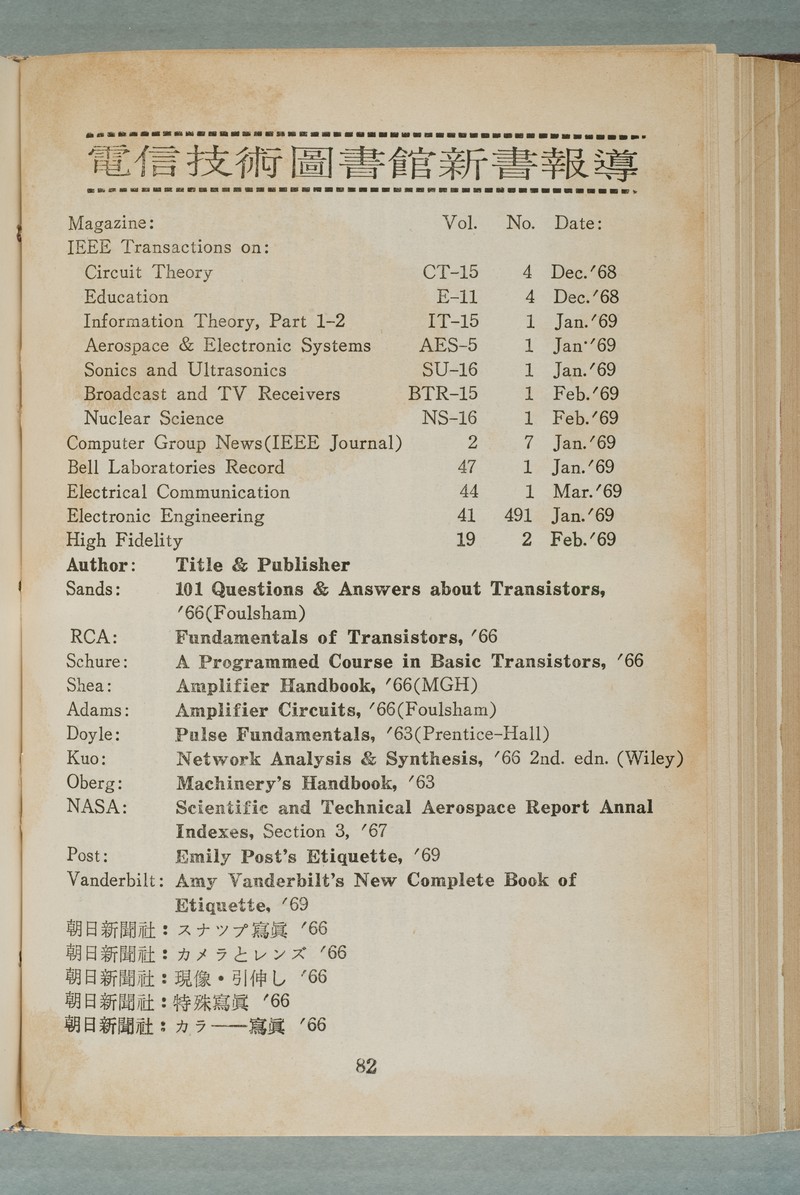 電信技術圖書館新書報導
Magazine: Vol. No. Date:
IEEE Transactions on:
Circuit Theory CT-15 4 Dec.'68
Education E-11 4 Dec.'68
Information Theory, Part 1-2 IT-15 1 Jan.'69
Aerospace & Electronic Systems AES-5 1 Jan·'69
Sonics and Ultrasonics SU-16 1 Jan.'69
Broadcast and TV Receivers BTR-15 1 Feb.'69
Nuclear Science NS-16 1 Feb.'69
Computer Group News(IEEE Journal) 2 7 Jan.'69
Bell Laboratories Record 47 1 Jan.'69
Electrical Communication 44 1 Mar.'69
Electronic Engineering 41 491 Jan.'69
High Fidelity 19 2 Feb.'69
Author: Title & Publisher
Sands: 101 Questions & Answers about Transistors,
'66(Foulsham)
RCA: Fundamentals of Transistors, '66
Schure: A Programmed Course in Basic Transistors, '66
Shea: Amplifier Handbook, '66(MGH)
Adams: Amplifier Circuits, '66(Foulsham)
Doyle: Pulse Fundamentals, '63(Prentice-Hall)
Kuo: Network Analysis & Synthesis, '66 2nd. edn. (Wiley)
Oberg: Machinery's Handbook, '63
NASA: Scientific and Technical Aerospace Report Annal
Indexes, Section 3, '67
Post: Emily Post's Etiquette, '69
Vanderbilt: Amy Vanderbilt's New Complete Book of
Etiquette, '69
朝日新聞社：スナツプ寫眞 '66
朝日新聞社：カメラとレンズ '66
朝日新聞社：現像・引伸し '66
朝日新聞社：特殊寫眞 '66
朝日新聞社：カラ——寫眞 '66
82